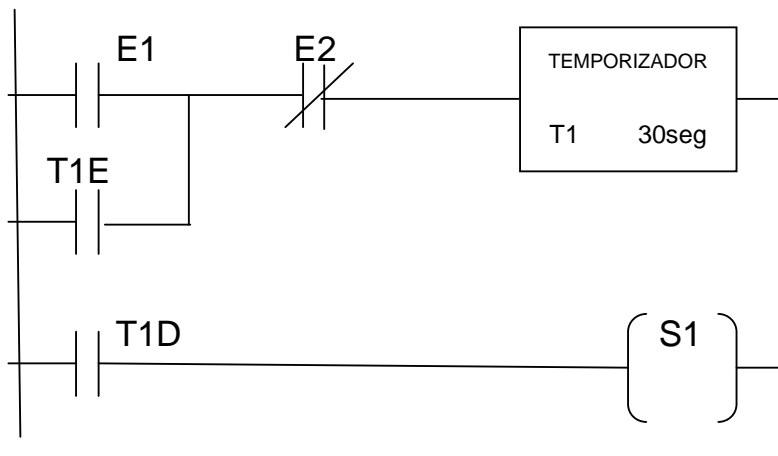 E1
E2
TEMPORIZADOR
T1 30seg
T1E
T1D
S1